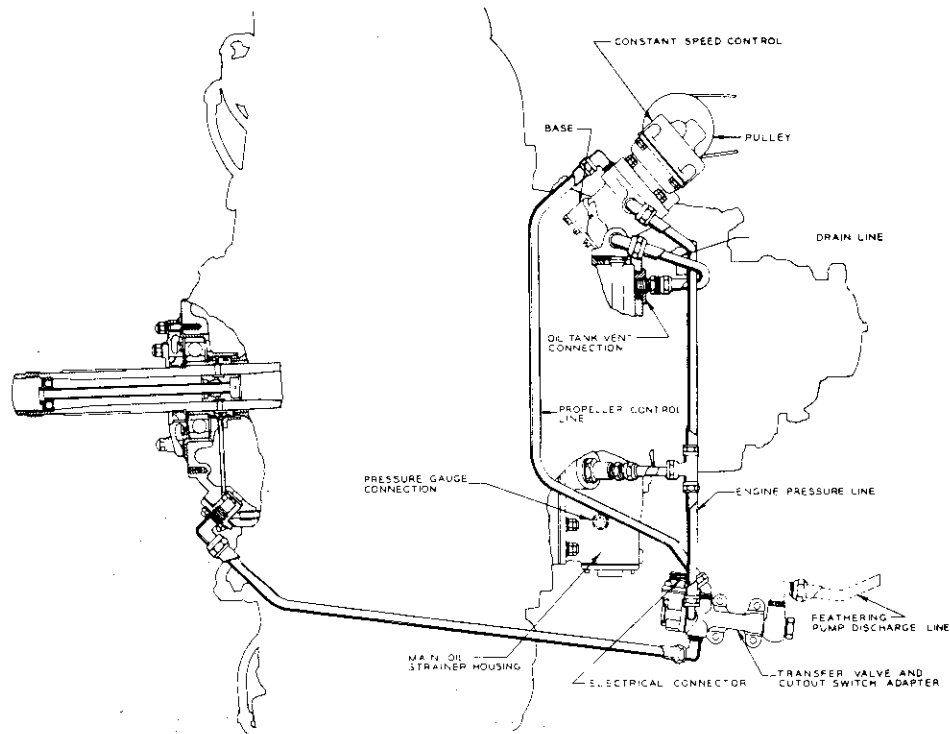 CONSTANT SPEED CONTROL
BASE
PULLEY
DRAIN LINE
OIL TANK VENT
CONNECTION
PROPELLER CONTROL
LINE
PRESSURE GAUGE
CONNECTION
ENGINE PRESSURE LINE
FEATHERING
PUMP DISCHARGE LINE
MAIN OIL
STRAINER HOUSING
ELECTRICAL CONNECTOR
TRANSFER VALVE AND
CUTOUT SWITCH ADAPTER